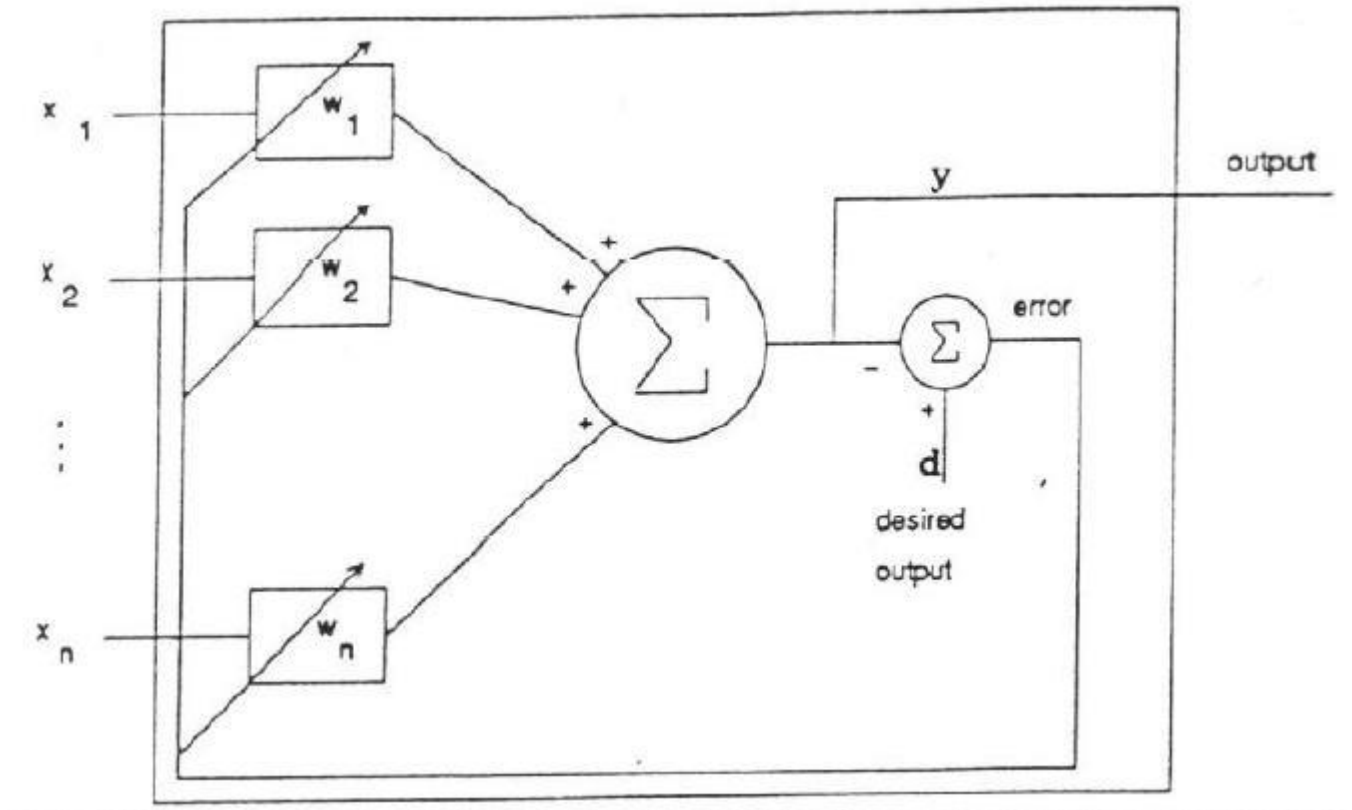 x 1
w 1
+
y
output
x 2
w 2
+
Σ
Σ
error
-
+
d
desired
output
+
x n
w n